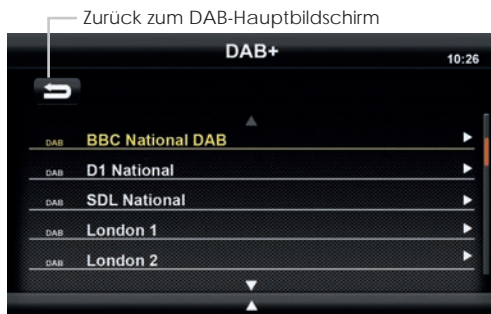 Zurück zum DAB-Hauptbildschirm
DAB+
10:26
DAB BBC National DAB
DAB D1 National
DAB SDL National
DAB London 1
DAB London 2